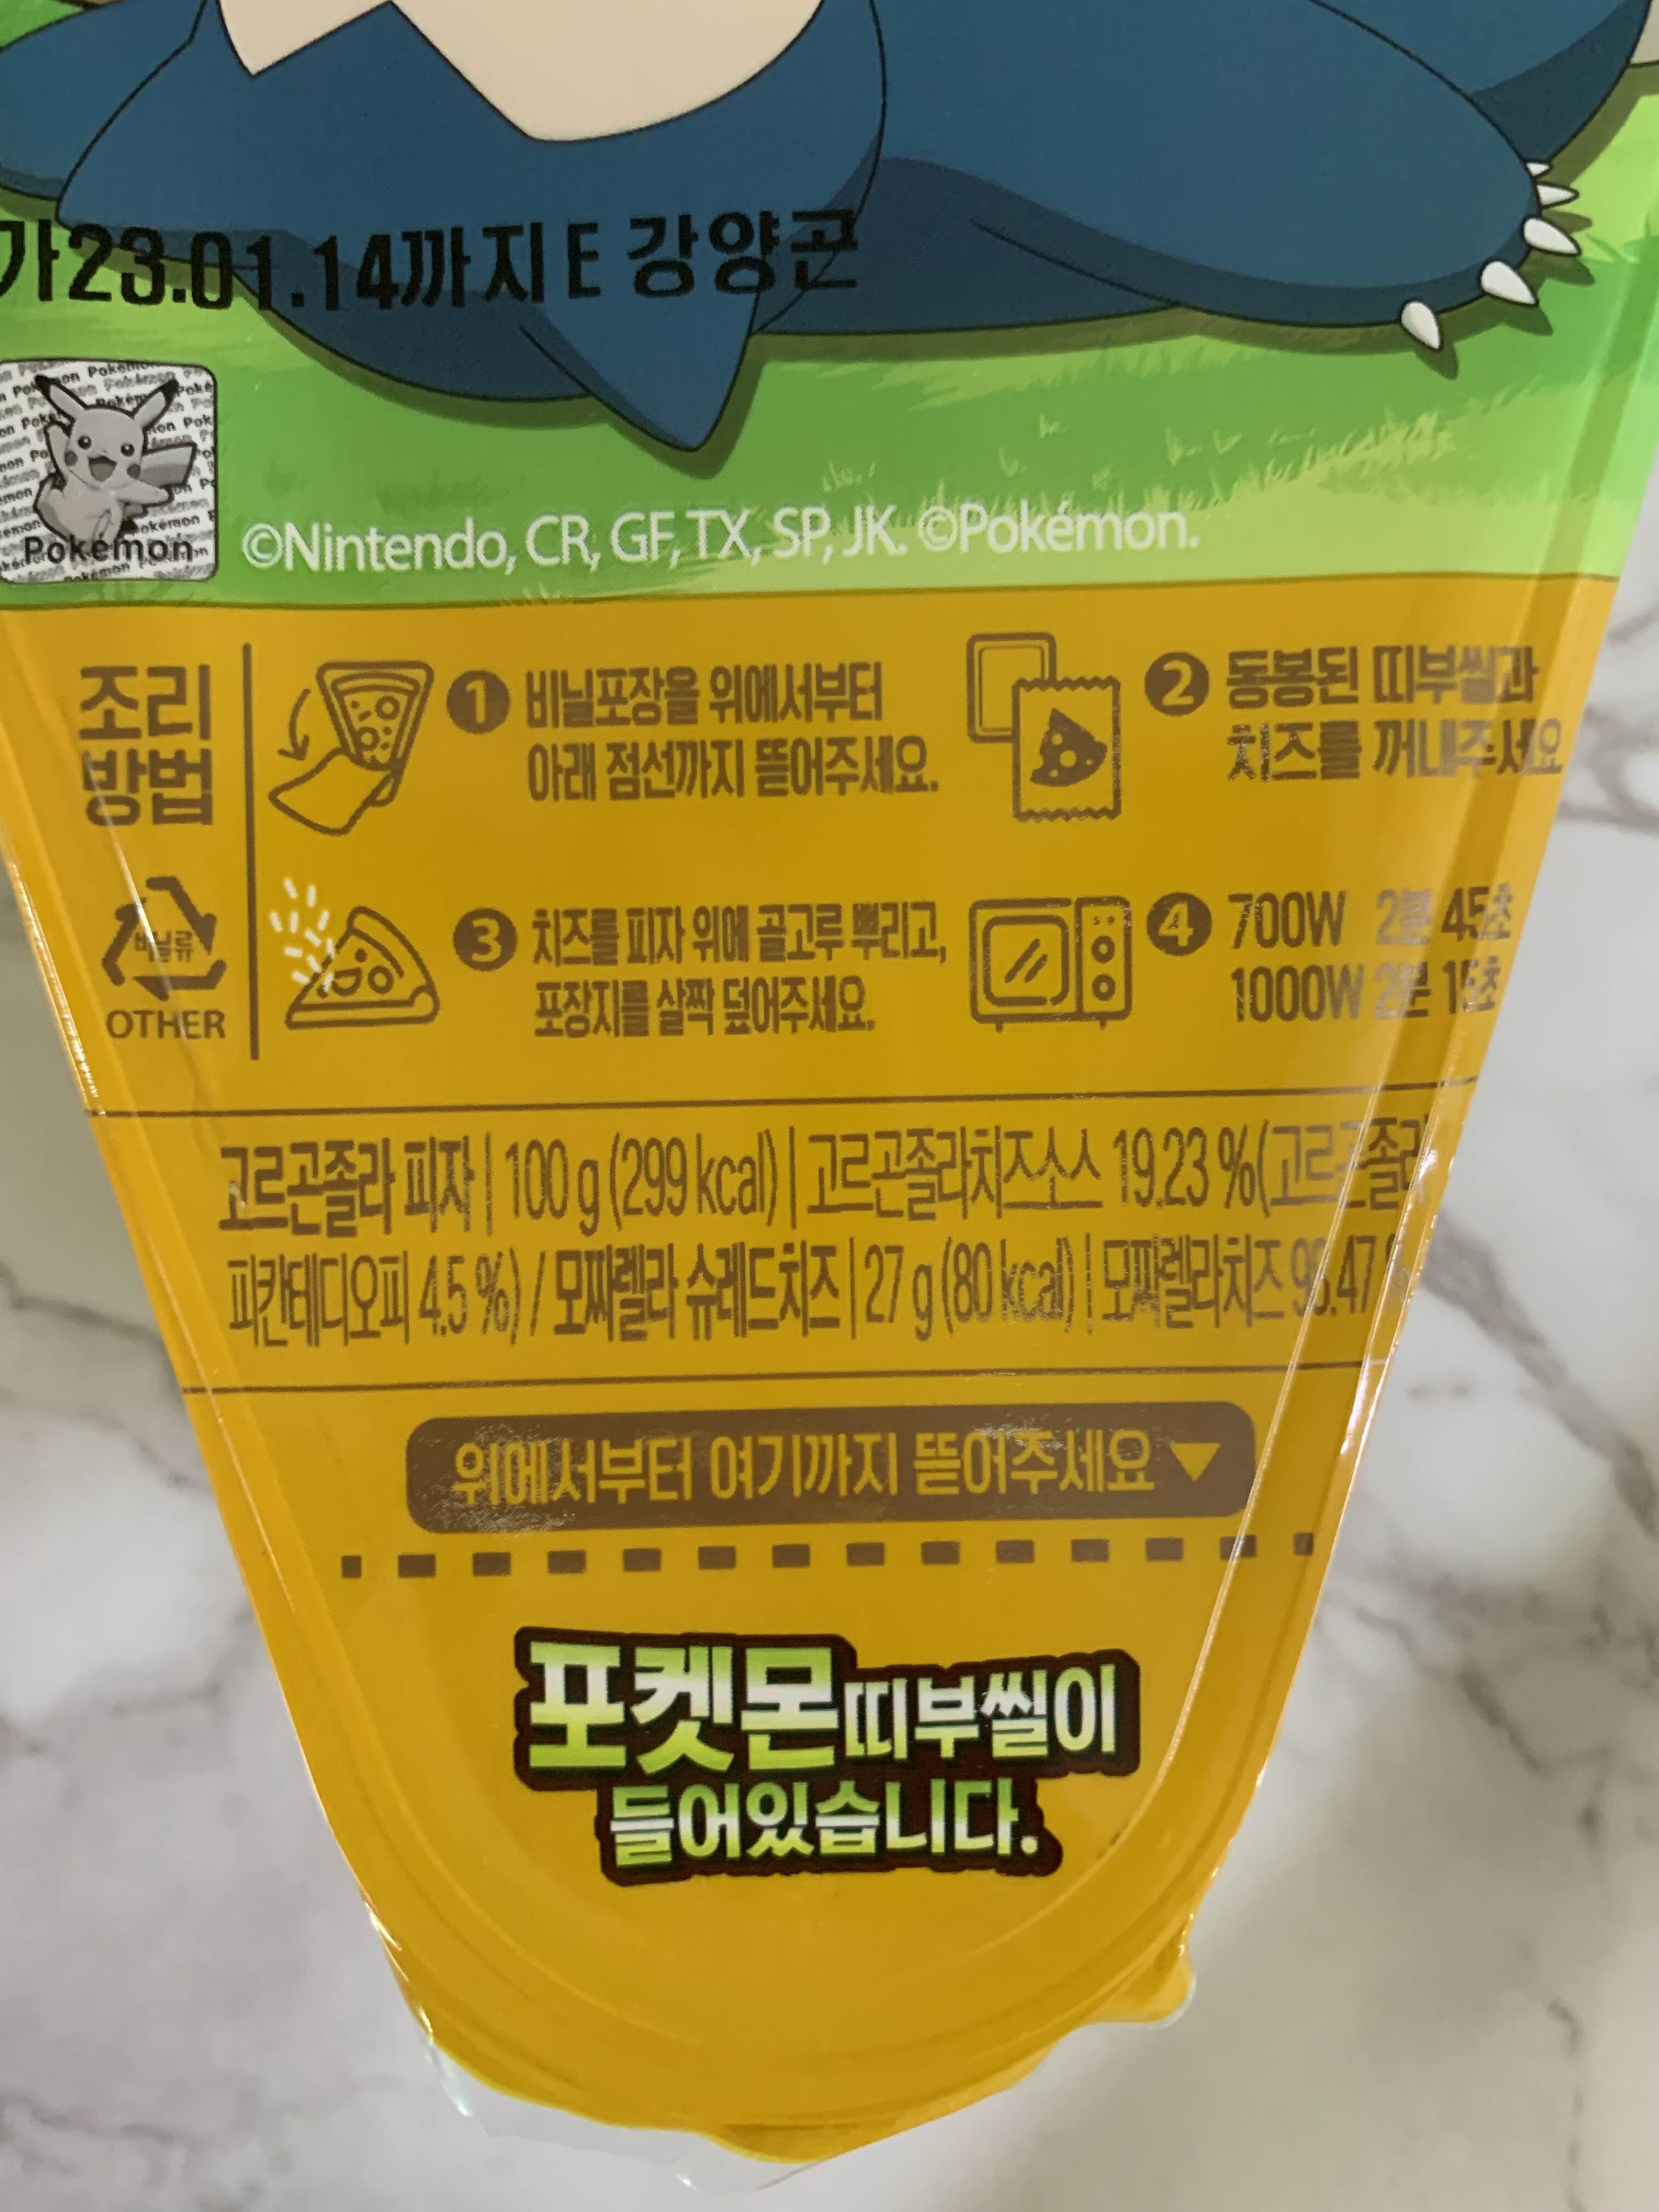 가23.01.14까지E 강양곤
Pokémon
©Nintendo, CR, GF, TX, SP, JK. ©Pokémon.
조리
방법
❶ 비닐포장을 위에서부터
아래 점선까지 뜯어주세요.
❷ 동봉된 띠부씰과
치즈를 꺼내주세요
비닐류
OTHER
❸ 치즈를 피자 위에 골고루 뿌리고,
포장지를 살짝 덮어주세요.
❹ 700W 2분 45초
1000W 2분 15초
고르곤졸라 피자 | 100 g (299 kcal) | 고르곤졸라치즈소스 19.23 %(고르곤졸라
피칸테디오피 4.5 %) / 모짜렐라 슈레드치즈 | 27 g (80 kcal) | 모짜렐라치즈
위에서부터 여기까지 뜯어주세요▼
포켓몬 띠부씰이
들어있습니다.